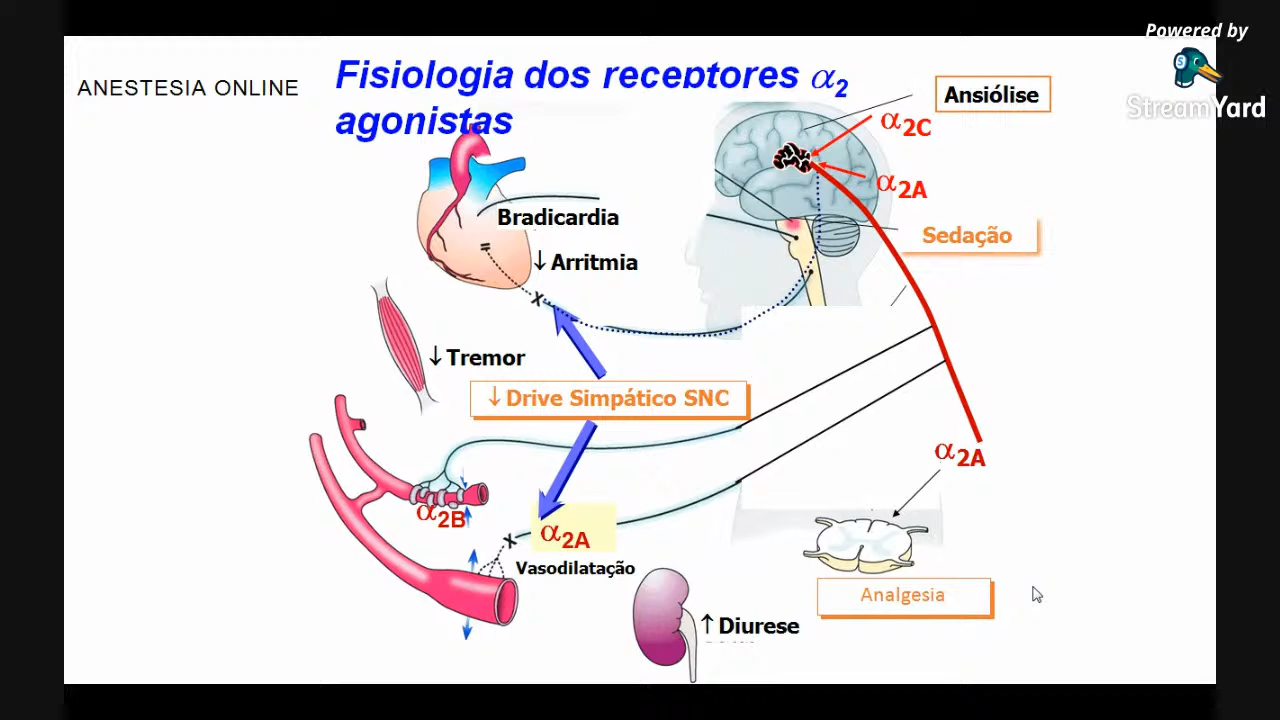 Powered by
StreamYard
ANESTESIA ONLINE
Fisiologia dos receptores α2
agonistas
Ansiólise
α2C
α2A
Bradicardia
Sedação
↓ Arritmia
↓ Tremor
↓ Drive Simpático SNC
α2A
α2B
α2A
Vasodilatação
Analgesia
↑ Diurese